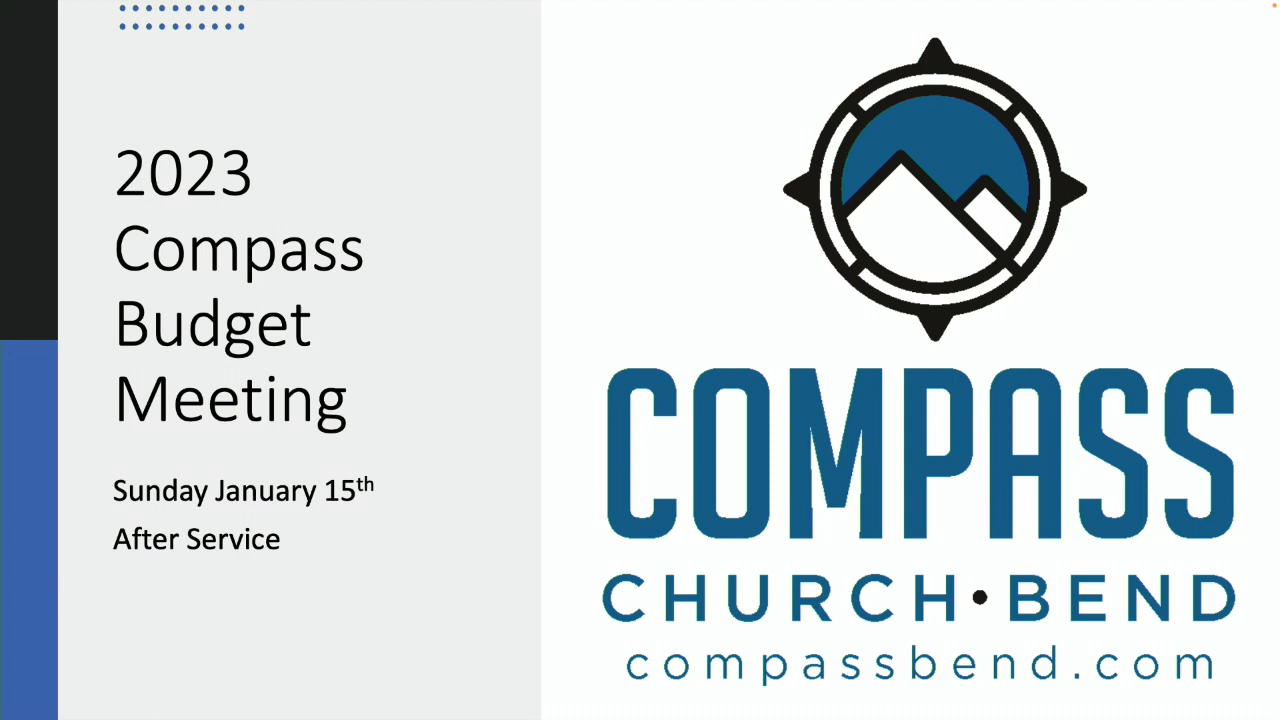 2023
Compass
Budget
Meeting
Sunday January 15th
After Service
COMPASS
CHURCH•BEND
compassbend.com